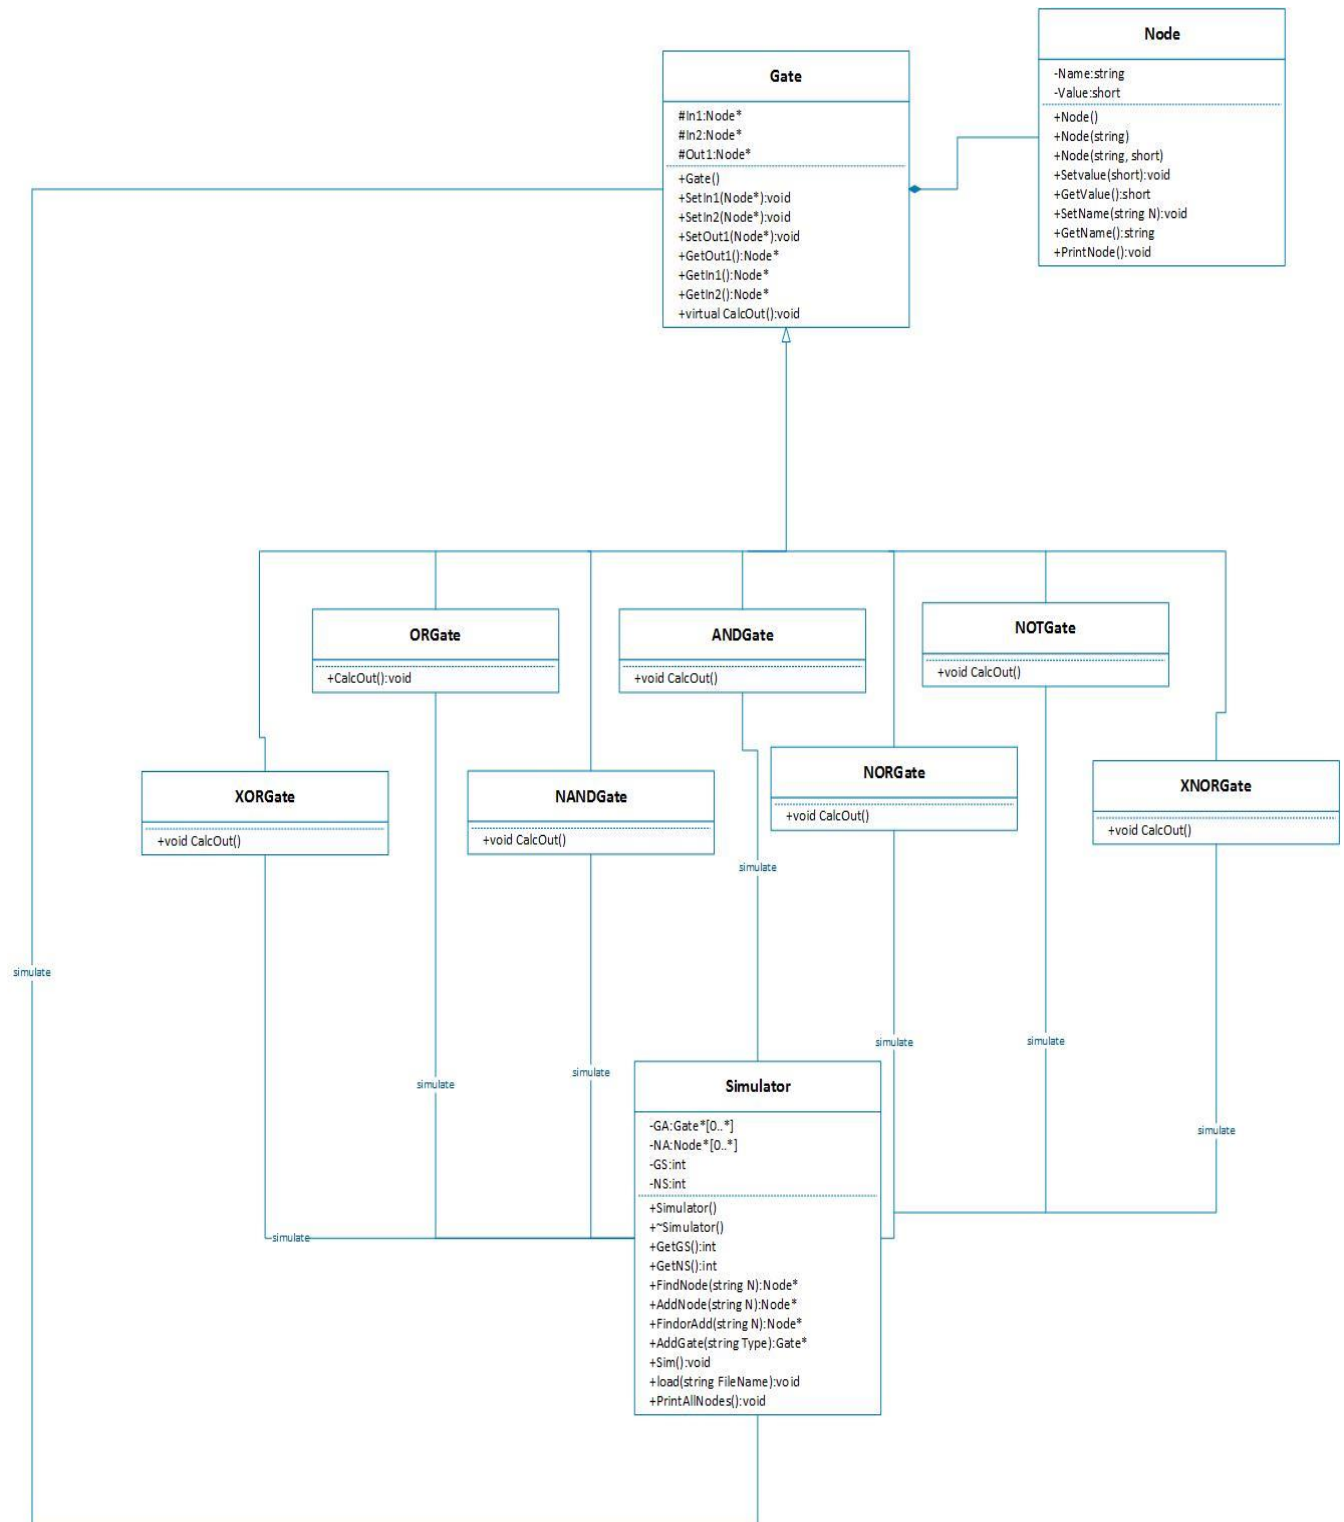 Node
-Name:string
-Value:short
+Node()
+Node(string)
+Node(string, short)
+Setvalue(short):void
+GetValue():short
+SetName(string N):void
+GetName():string
+PrintNode():void
Gate
#In1:Node*
#In2:Node*
#Out1:Node*
+Gate()
+SetIn1(Node*):void
+SetIn2(Node*):void
+SetOut1(Node*):void
+GetOut1():Node*
+GetIn1():Node*
+GetIn2():Node*
+virtual CalcOut():void
ORGate
+CalcOut():void
ANDGate
+void CalcOut()
NOTGate
+void CalcOut()
XORGate
+void CalcOut()
NANDGate
+void CalcOut()
NORGate
+void CalcOut()
XNORGate
+void CalcOut()
simulate
simulate
simulate
simulate
simulate
simulate
simulate
simulate
Simulator
-GA:Gate*[0..*]
-NA:Node*[0..*]
-GS:int
-NS:int
+Simulator()
+~Simulator()
+GetGS():int
+GetNS():int
+FindNode(string N):Node*
+AddNode(string N):Node*
+FindorAdd(string N):Node*
+AddGate(string Type):Gate*
+Sim():void
+load(string FileName):void
+PrintAllNodes():void